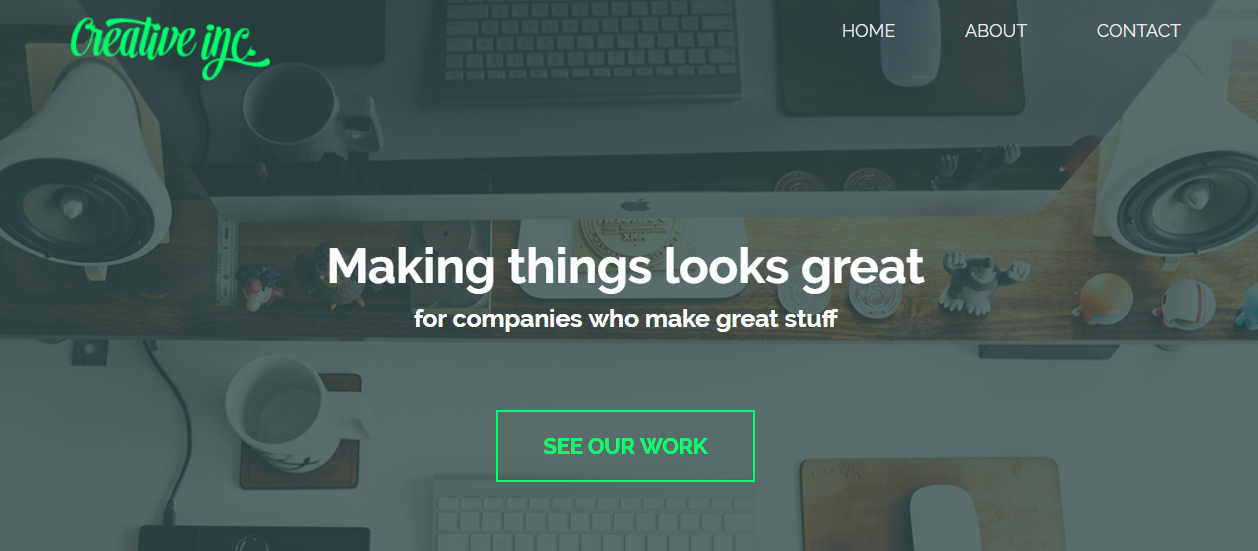 Creative inc.
HOME ABOUT CONTACT
Making things looks great
for companies who make great stuff
SEE OUR WORK